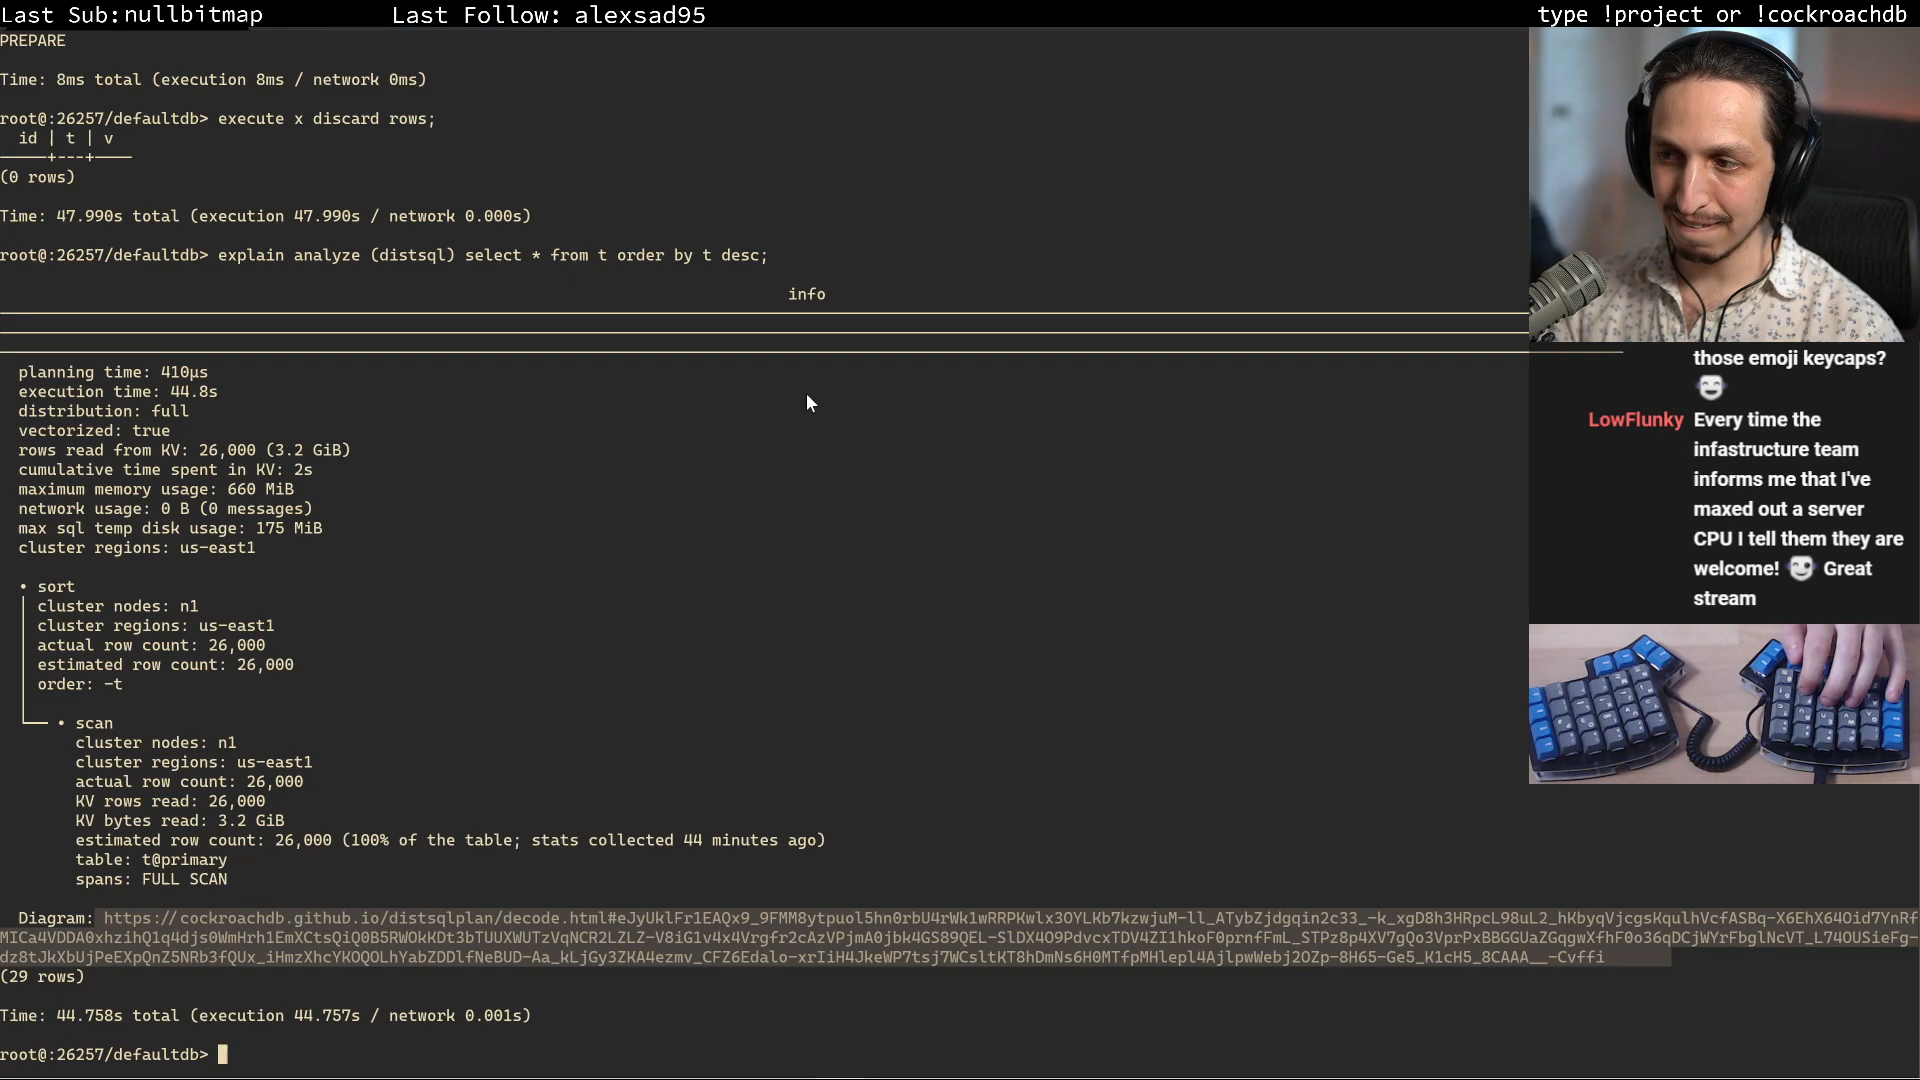 Last Sub:nullbitmap
Last Follow: alexsad95
type !project or !cockroachdb
PREPARE
Time: 8ms total (execution 8ms / network 0ms)
root@:26257/defaultdb> execute x discard rows;
id | t | v
-----+---+----
(0 rows)
Time: 47.990s total (execution 47.990s / network 0.000s)
root@:26257/defaultdb> explain analyze (distsql) select * from t order by t desc;
info
planning time: 410µs
execution time: 44.8s
distribution: full
vectorized: true
rows read from KV: 26,000 (3.2 GiB)
cumulative time spent in KV: 2s
maximum memory usage: 660 MiB
network usage: 0 B (0 messages)
max sql temp disk usage: 175 MiB
cluster regions: us-east1
• sort
cluster nodes: n1
cluster regions: us-east1
actual row count: 26,000
estimated row count: 26,000
order: -t
• scan
cluster nodes: n1
cluster regions: us-east1
actual row count: 26,000
KV rows read: 26,000
KV bytes read: 3.2 GiB
estimated row count: 26,000 (100% of the table; stats collected 44 minutes ago)
table: t@primary
spans: FULL SCAN
Diagram:
(29 rows)
Time: 44.758s total (execution 44.757s / network 0.001s)
root@:26257/defaultdb>
those emoji keycaps?
LowFlunky Every time the
infastructure team
informs me that I've
maxed out a server
CPU I tell them they are
welcome! Great
stream